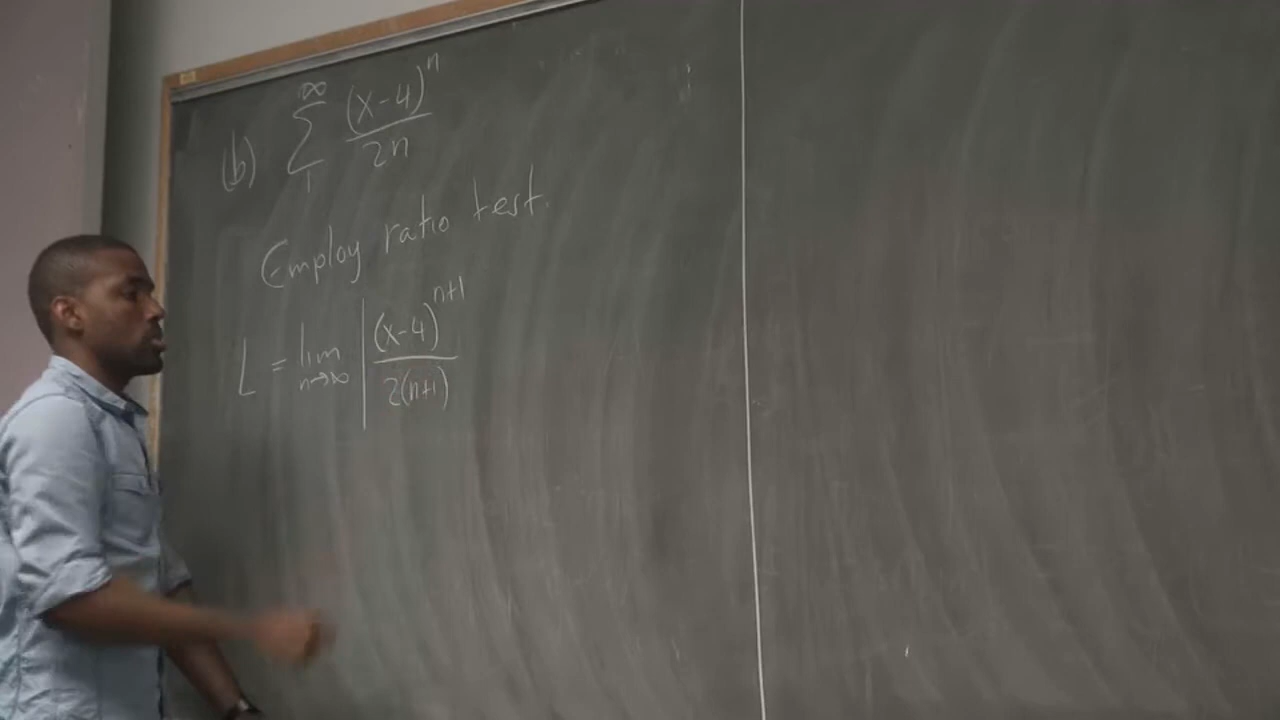 (b) ∞ ∑ 1 (x-4)^n / 2n
Employ ratio test.
L = lim n→∞ | (x-4)^{n+1} / 2(n+1)